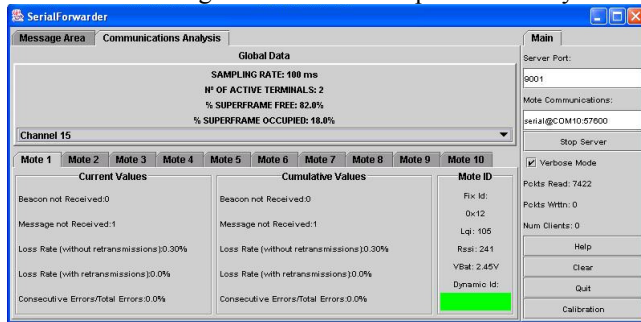 SerialForwarder
Message Area
Communications Analysis
Global Data
SAMPLING RATE: 100 ms
Nº OF ACTIVE TERMINALS: 2
% SUPERFRAME FREE: 82.0%
% SUPERFRAME OCCUPIED: 18.0%
Channel 15
Mote 1 Mote 2 Mote 3 Mote 4 Mote 5 Mote 6 Mote 7 Mote 8 Mote 9 Mote 10
Current Values
Beacon not Received:0
Message not Received:1
Loss Rate (without retransmissions):0.30%
Loss Rate (with retransmissions):0.0%
Consecutive Errors/Total Errors:0.0%
Cumulative Values
Beacon not Received:0
Message not Received:1
Loss Rate (without retransmissions):0.30%
Loss Rate (with retransmissions):0.0%
Consecutive Errors/Total Errors:0.0%
Mote ID
Fix Id:
0x12
Lqi: 105
Rssi: 241
VBat: 2.45V
Dynamic Id:
Main
Server Port:
9001
Mote Communications:
serial@COM10:57600
Stop Server
Verbose Mode
Pckts Read: 7422
Pckts Wrttn: 0
Num Clients: 0
Help
Clear
Quit
Calibration